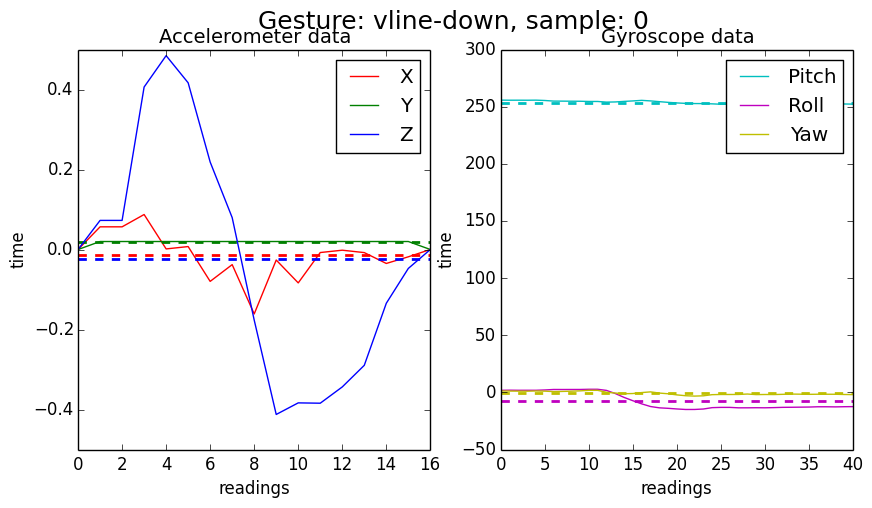 Gesture: vline-down, sample: 0
Accelerometer data
time
0.4
0.2
0.0
−0.2
−0.4
X
Y
Z
0 2 4 6 8 10 12 14 16
readings
Gyroscope data
time
300
250
200
150
100
50
0
−50
Pitch
Roll
Yaw
0 5 10 15 20 25 30 35 40
readings